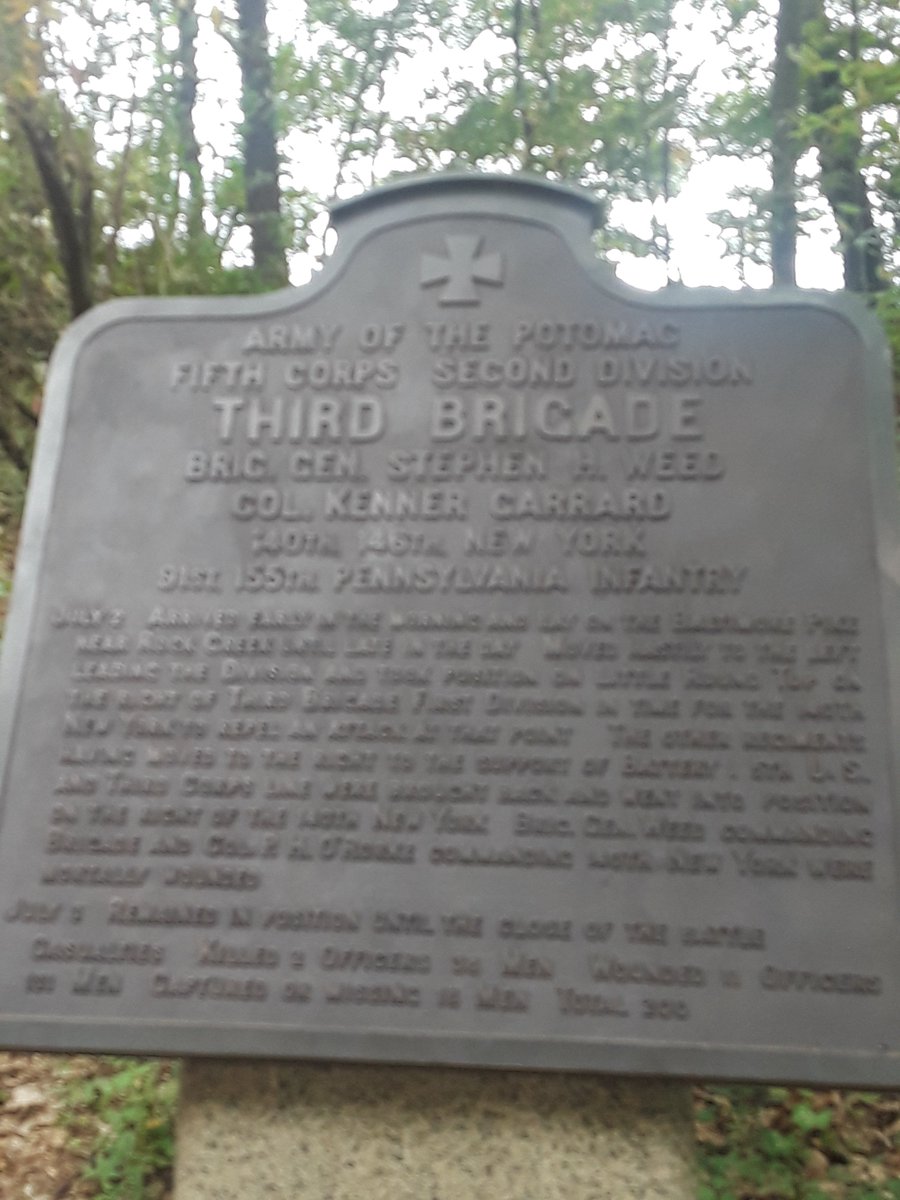 ARMY OF THE POTOMAC
FIFTH CORPS SECOND DIVISION
THIRD BRIGADE
BRIG. GEN. STEPHEN H. WEED
COL. KENNER GARRARD
140TH, 146TH, NEW YORK
91ST, 155TH, PENNSYLVANIA INFANTRY
JULY 2 ARRIVED EARLY IN THE MORNING AND LAY ON THE BALTIMORE PIKE
NEAR ROCK CREEK UNTIL LATE IN THE DAY MOVED HASTILY TO THE LEFT
LEADING THE DIVISION AND TOOK POSITION ON LITTLE ROUND TOP ON
THE RIGHT OF THIRD BRIGADE FIRST DIVISION IN TIME FOR THE 140TH
NEW YORK TO REPEL AN ATTACK AT THAT POINT THE OTHER REGIMENTS
HAVING MOVED TO THE RIGHT TO THE SUPPORT OF BATTERY I, 5TH U. S.
AND THIRD CORPS LINE WERE BROUGHT BACK AND WENT INTO POSITION
ON THE RIGHT OF THE 140TH NEW YORK BRIG. GEN. WEED COMMANDING
BRIGADE AND COL. P. H. O'RORKE COMMANDING 140TH NEW YORK WERE
MORTALLY WOUNDED
JULY 3 REMAINED IN POSITION UNTIL THE CLOSE OF THE BATTLE
CASUALTIES KILLED OFFICERS MEN WOUNDED 11 OFFICERS
MEN CAPTURED OR MISSING MEN TOTAL 200